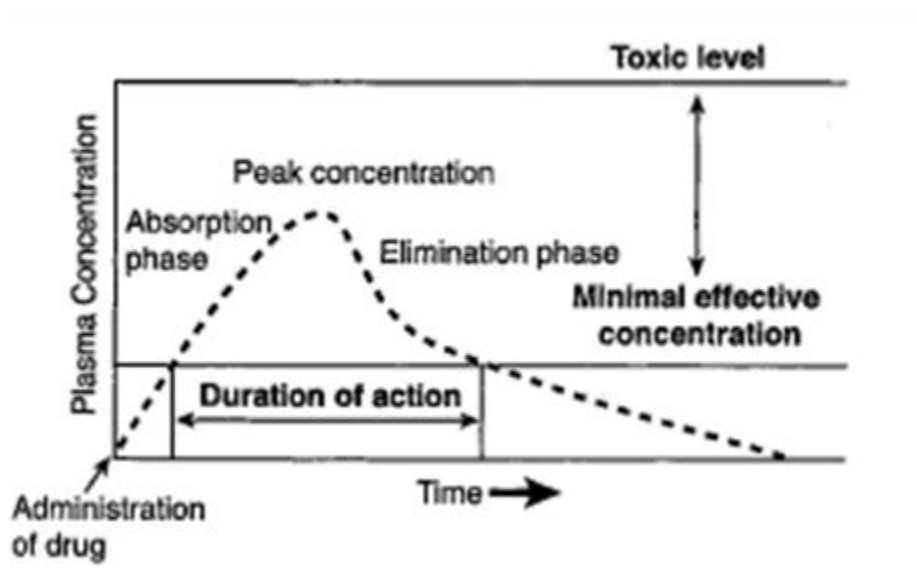 Toxic level
Peak concentration
Absorption
phase
Elimination phase
Minimal effective
concentration
Plasma Concentration
Duration of action
Time
Administration
of drug